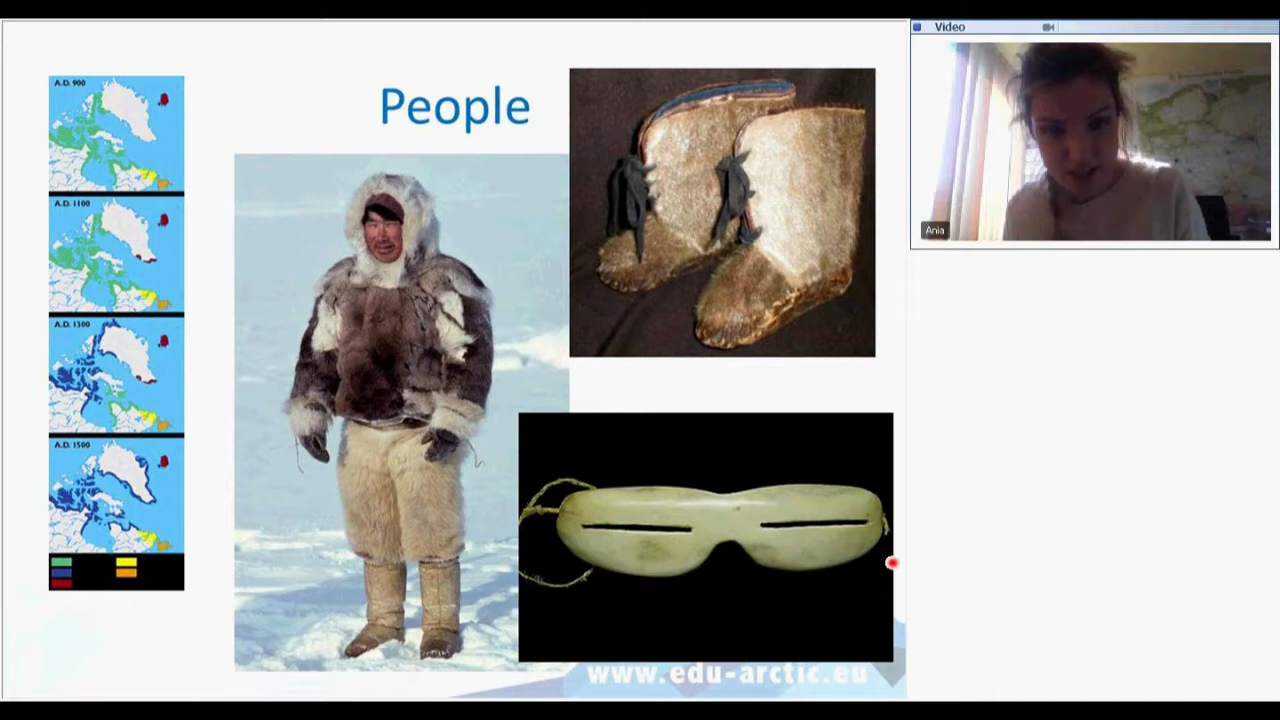 People
A.D. 900
A.D. 1100
A.D. 1300
A.D. 1500
www.edu-arctic.eu
Video
Ania